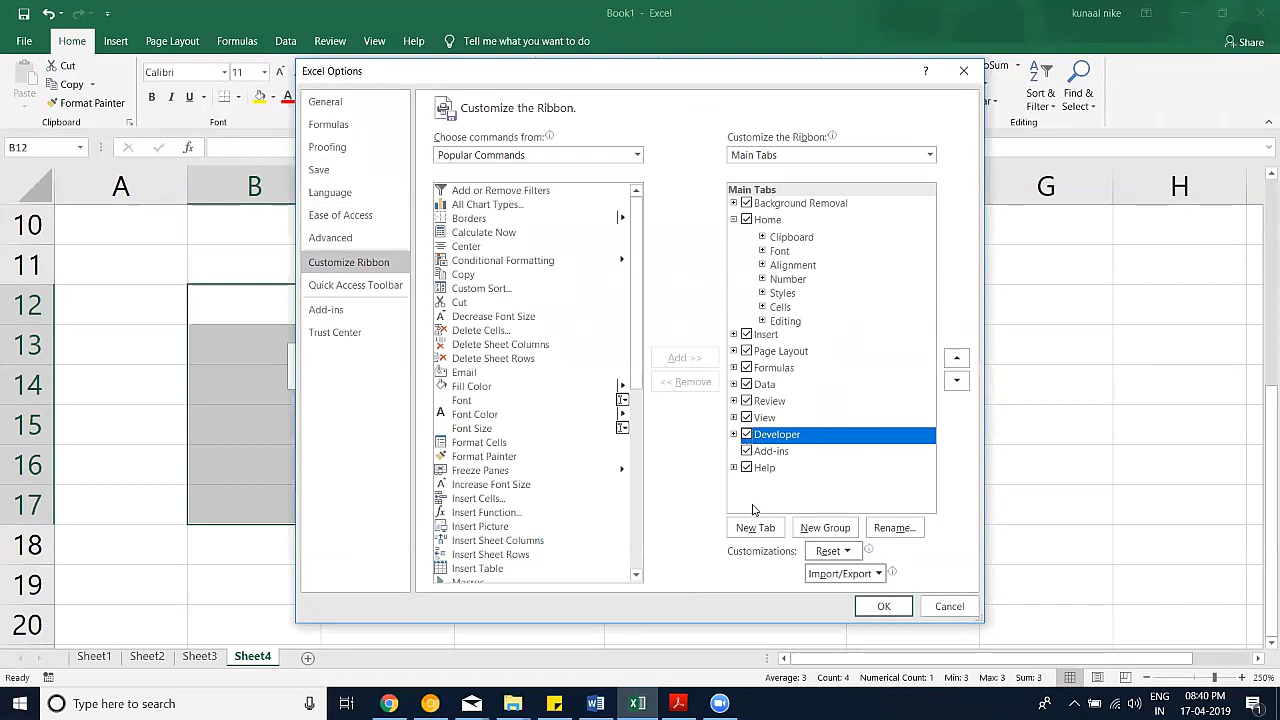 Book1 - Excel
kunaal nike
File
Home
Insert
Page Layout
Formulas
Data
Review
View
Help
Tell me what you want to do
Share
Paste
Cut
Copy
Format Painter
Clipboard
Calibri
11
B
I
U
A
Font
Sum
Sort &
Filter
Find &
Select
Editing
B12
fx
Excel Options
?
General
Formulas
Proofing
Save
Language
Ease of Access
Advanced
Customize Ribbon
Quick Access Toolbar
Add-ins
Trust Center
Customize the Ribbon.
Choose commands from:
Popular Commands
Add or Remove Filters
All Chart Types...
Borders
Calculate Now
Center
Conditional Formatting
Copy
Custom Sort...
Cut
Decrease Font Size
Delete Cells...
Delete Sheet Columns
Delete Sheet Rows
Email
Fill Color
Font
Font Color
Font Size
Format Cells
Format Painter
Freeze Panes
Increase Font Size
Insert Cells...
Insert Function...
Insert Picture
Insert Sheet Columns
Insert Sheet Rows
Insert Table
Macros
Add >>
<< Remove
Customize the Ribbon:
Main Tabs
Main Tabs
Background Removal
Home
Clipboard
Font
Alignment
Number
Styles
Cells
Editing
Insert
Page Layout
Formulas
Data
Review
View
Developer
Add-ins
Help
New Tab
New Group
Rename...
Customizations:
Reset
Import/Export
OK
Cancel
A
B
G
H
10
11
12
13
14
15
16
17
18
19
20
Sheet1
Sheet2
Sheet3
Sheet4
Ready
Average: 3
Count: 4
Numerical Count: 1
Min: 3
Max: 3
Sum: 3
250%
Type here to search
ENG
IN
08:40 PM
17-04-2019